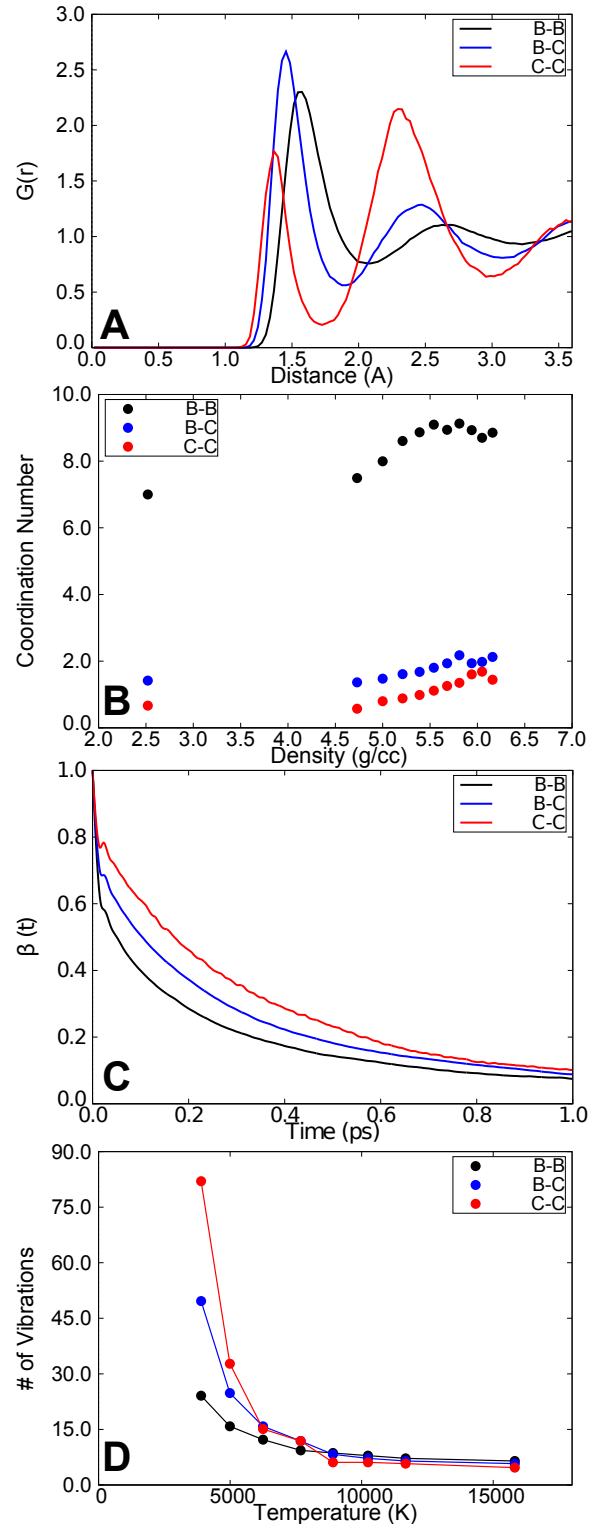 3.0
2.5
2.0
1.5
1.0
0.5
0.0
G(r)
B-B
B-C
C-C
A
0.0 0.5 1.0 1.5 2.0 2.5 3.0 3.5
Distance (A)
10.0
8.0
6.0
4.0
2.0
0.0
Coordination Number
B-B
B-C
C-C
B
2.0 2.5 3.0 3.5 4.0 4.5 5.0 5.5 6.0 6.5 7.0
Density (g/cc)
1.0
0.8
0.6
0.4
0.2
0.0
β (t)
B-B
B-C
C-C
C
0.0 0.2 0.4 0.6 0.8 1.0
Time (ps)
90.0
75.0
60.0
45.0
30.0
15.0
0.0
# of Vibrations
B-B
B-C
C-C
D
0 5000 10000 15000
Temperature (K)